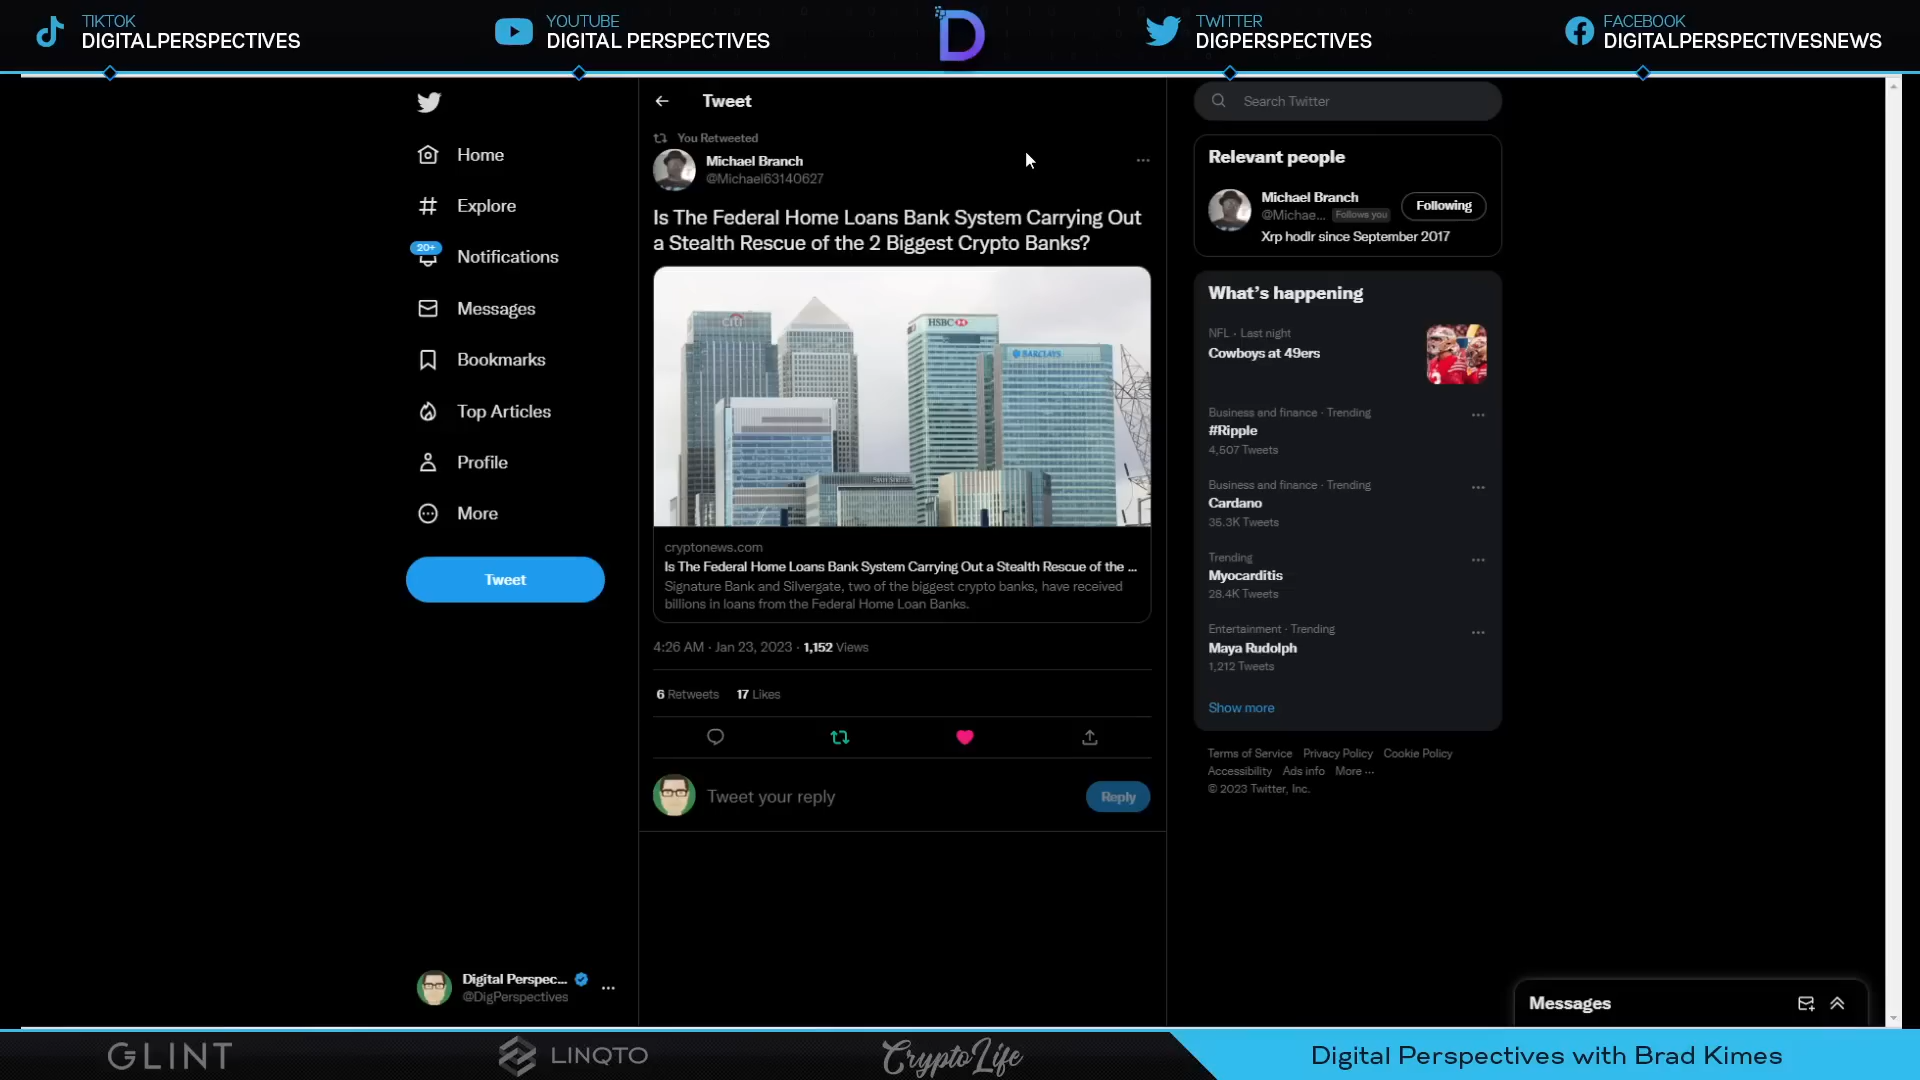 TIKTOK
DIGITALPERSPECTIVES
YOUTUBE
DIGITAL PERSPECTIVES
D
TWITTER
DIGPERSPECTIVES
FACEBOOK
DIGITALPERSPECTIVESNEWS
Home
Explore
20+
Notifications
Messages
Bookmarks
Top Articles
Profile
More
Tweet
Digital Perspec...
@DigPerspectives
Tweet
You Retweeted
Michael Branch
@Michael63140627
Is The Federal Home Loans Bank System Carrying Out
a Stealth Rescue of the 2 Biggest Crypto Banks?
citi
HSBC
BARCLAYS
cryptonews.com
Is The Federal Home Loans Bank System Carrying Out a Stealth Rescue of the ...
Signature Bank and Silvergate, two of the biggest crypto banks, have received
billions in loans from the Federal Home Loan Banks.
4:26 AM · Jan 23, 2023 · 1,152 Views
6 Retweets 17 Likes
Tweet your reply
Reply
Search Twitter
Relevant people
Michael Branch
@Michae... Follows you
Following
Xrp hodlr since September 2017
What's happening
NFL · Last night
Cowboys at 49ers
Business and finance · Trending
#Ripple
4,507 Tweets
Business and finance · Trending
Cardano
35.3K Tweets
Trending
Myocarditis
28.4K Tweets
Entertainment · Trending
Maya Rudolph
1,212 Tweets
Show more
Terms of Service Privacy Policy Cookie Policy
Accessibility Ads info More ...
© 2023 Twitter, Inc.
Messages
GLINT
LINQTO
CryptoLife
Digital Perspectives with Brad Kimes